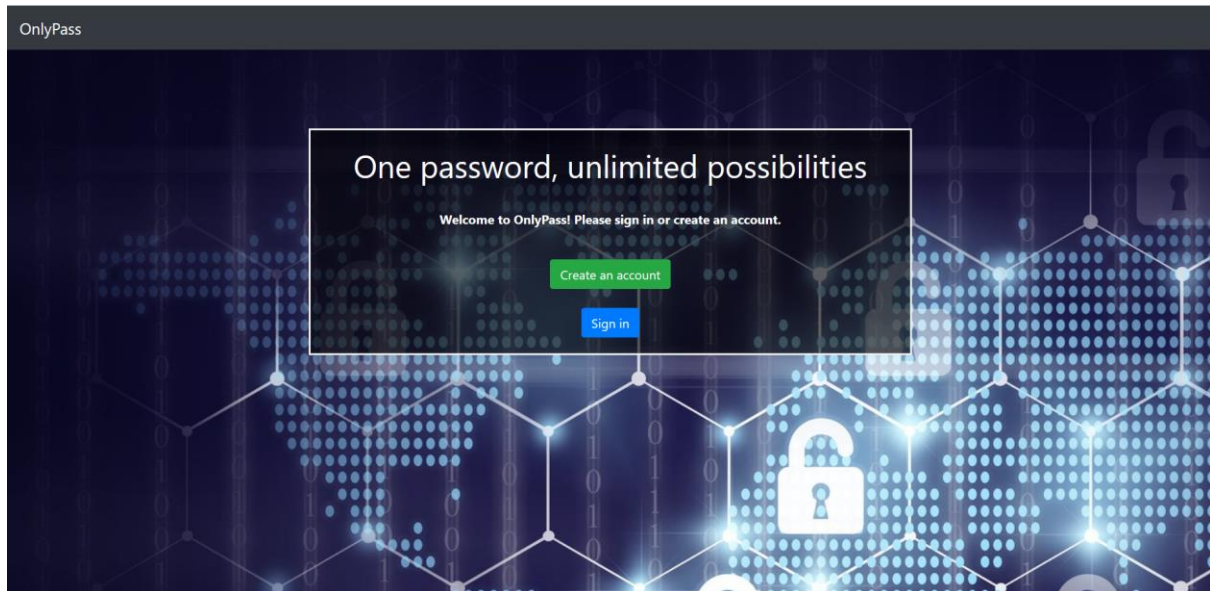 OnlyPass
One password, unlimited possibilities
Welcome to OnlyPass! Please sign in or create an account.
Create an account
Sign in